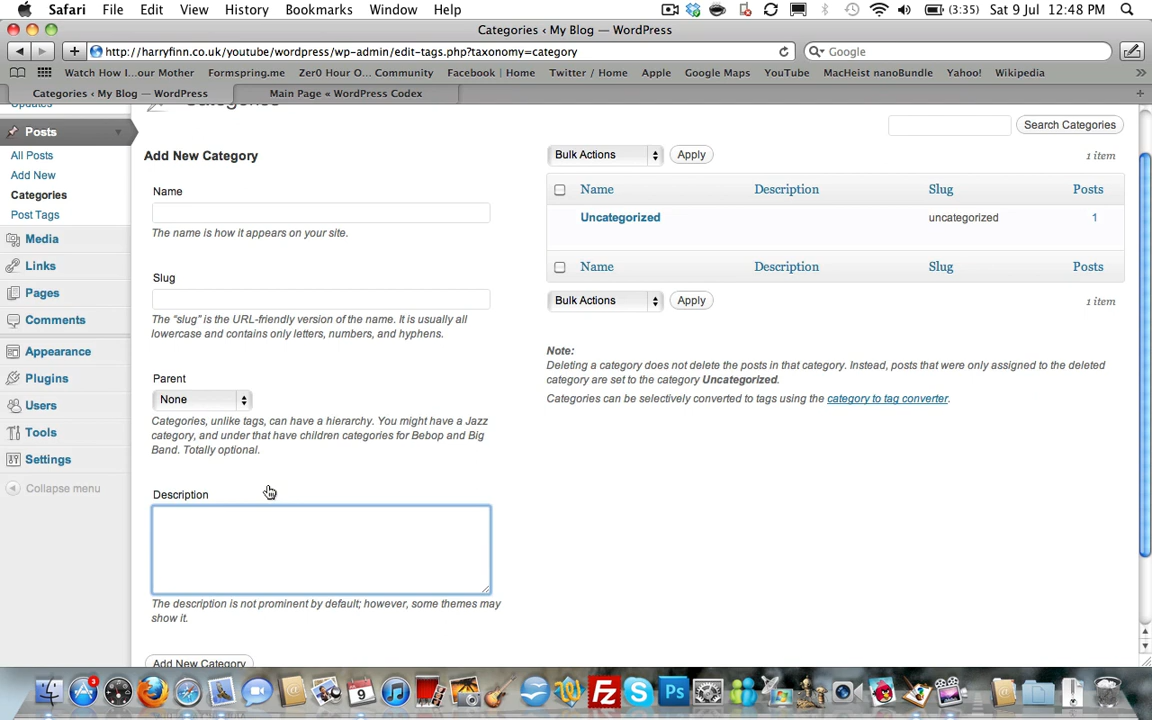 Safari File Edit View History Bookmarks Window Help (3:35) Sat 9 Jul 12:48 PM
Categories ‹ My Blog — WordPress
http://harryfinn.co.uk/youtube/wordpress/wp-admin/edit-tags.php?taxonomy=category Google
Watch How I...our Mother Formspring.me Zer0 Hour O... Community Facebook | Home Twitter / Home Apple Google Maps YouTube MacHeist nanoBundle Yahoo! Wikipedia
Categories ‹ My Blog — WordPress Main Page « WordPress Codex
Updates
Categories
Posts
All Posts
Add New
Categories
Post Tags
Media
Links
Pages
Comments
Appearance
Plugins
Users
Tools
Settings
Collapse menu
Add New Category
Name
The name is how it appears on your site.
Slug
The “slug” is the URL-friendly version of the name. It is usually all
lowercase and contains only letters, numbers, and hyphens.
Parent
None
Categories, unlike tags, can have a hierarchy. You might have a Jazz
category, and under that have children categories for Bebop and Big
Band. Totally optional.
Description
The description is not prominent by default; however, some themes may
show it.
Add New Category
Search Categories
Bulk Actions Apply 1 item
Name Description Slug Posts
Uncategorized uncategorized 1
Name Description Slug Posts
Bulk Actions Apply 1 item
Note:
Deleting a category does not delete the posts in that category. Instead, posts that were only assigned to the deleted
category are set to the category Uncategorized.
Categories can be selectively converted to tags using the category to tag converter.
3
9